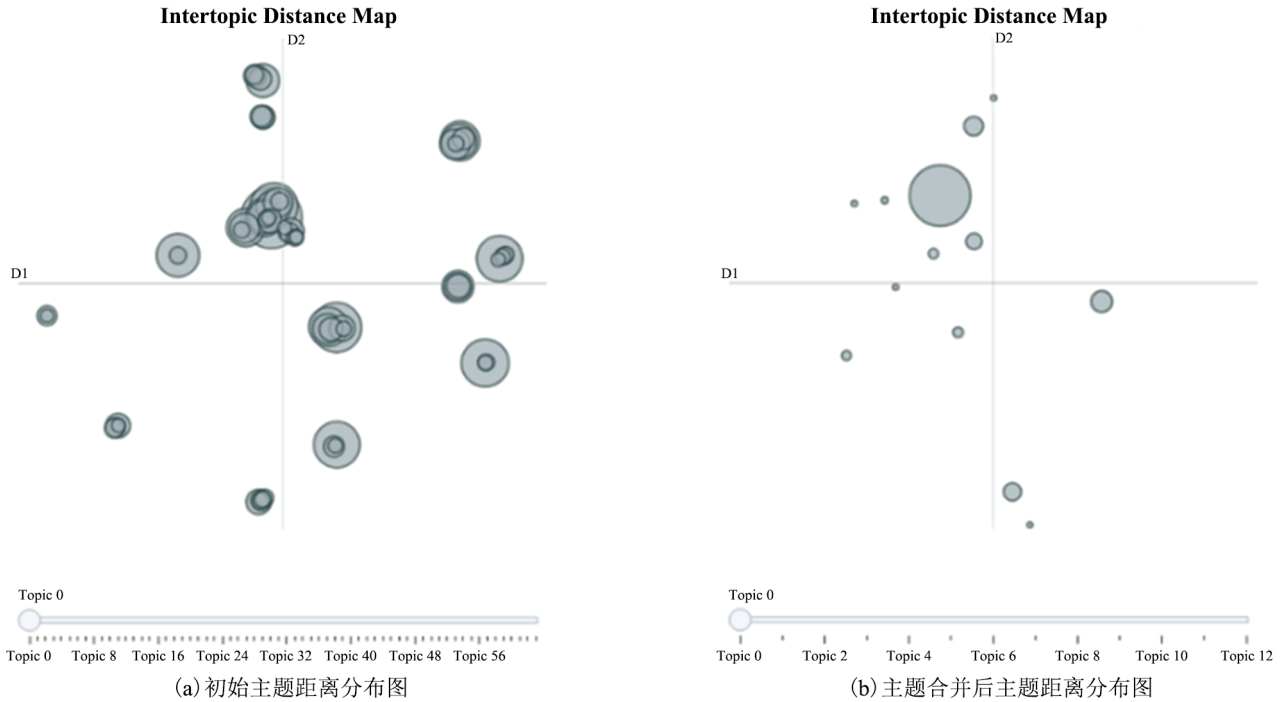 Intertopic Distance Map
D2
D1
Topic 0
Topic 0 Topic 8 Topic 16 Topic 24 Topic 32 Topic 40 Topic 48 Topic 56
(a)初始主题距离分布图
Intertopic Distance Map
D2
D1
Topic 0
Topic 0 Topic 2 Topic 4 Topic 6 Topic 8 Topic 10 Topic 12
(b)主题合并后主题距离分布图